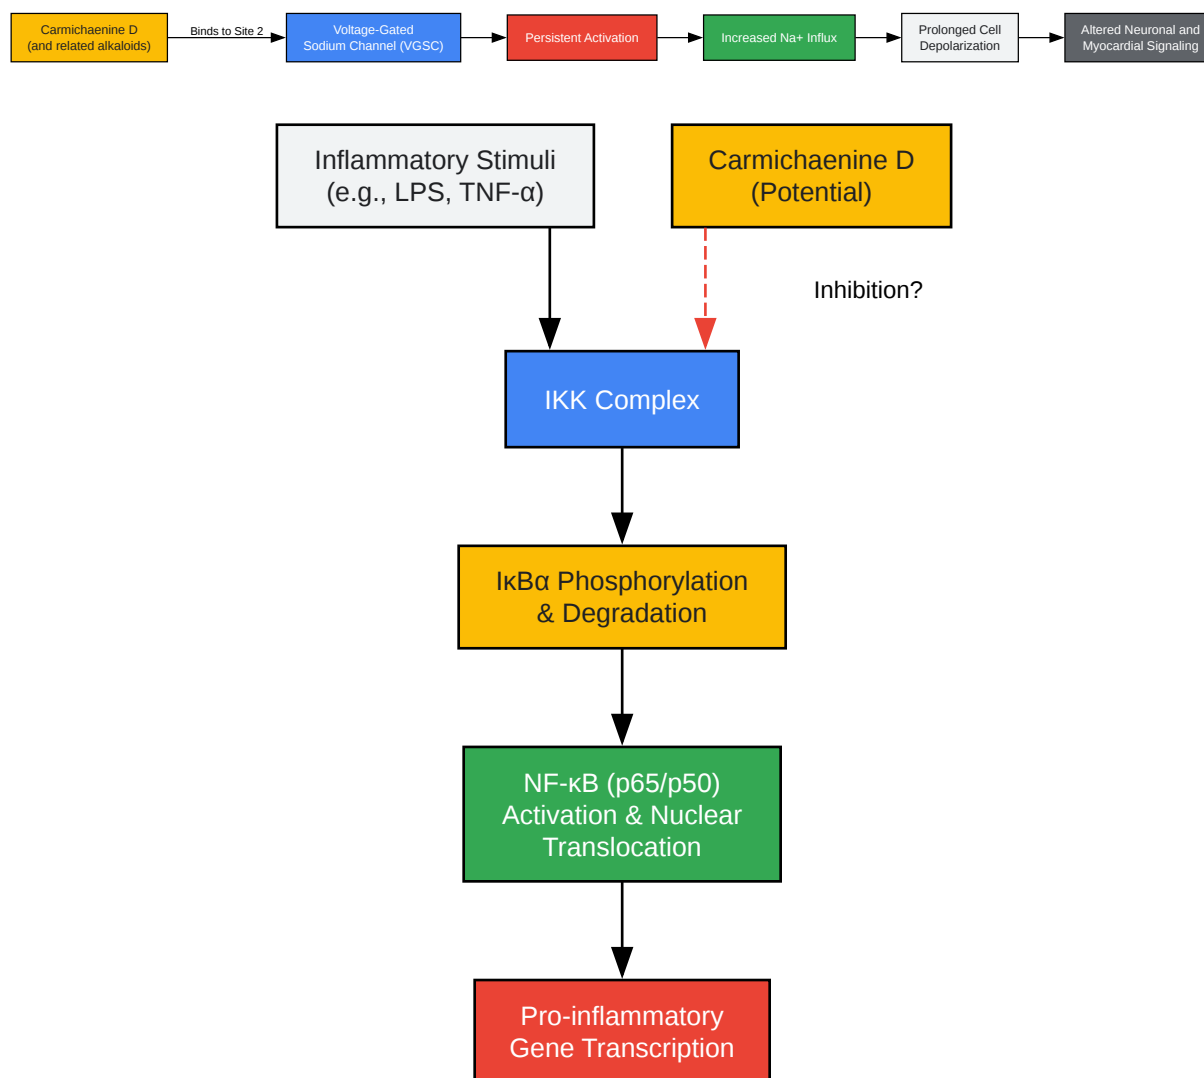 Carmichaenine D
(and related alkaloids)
Binds to Site 2
Voltage-Gated
Sodium Channel (VGSC)
Persistent Activation
Increased Na+ Influx
Prolonged Cell
Depolarization
Altered Neuronal and
Myocardial Signaling
Inflammatory Stimuli
(e.g., LPS, TNF-α)
Carmichaenine D
(Potential)
Inhibition?
IKK Complex
IκBα Phosphorylation
& Degradation
NF-κB (p65/p50)
Activation & Nuclear
Translocation
Pro-inflammatory
Gene Transcription